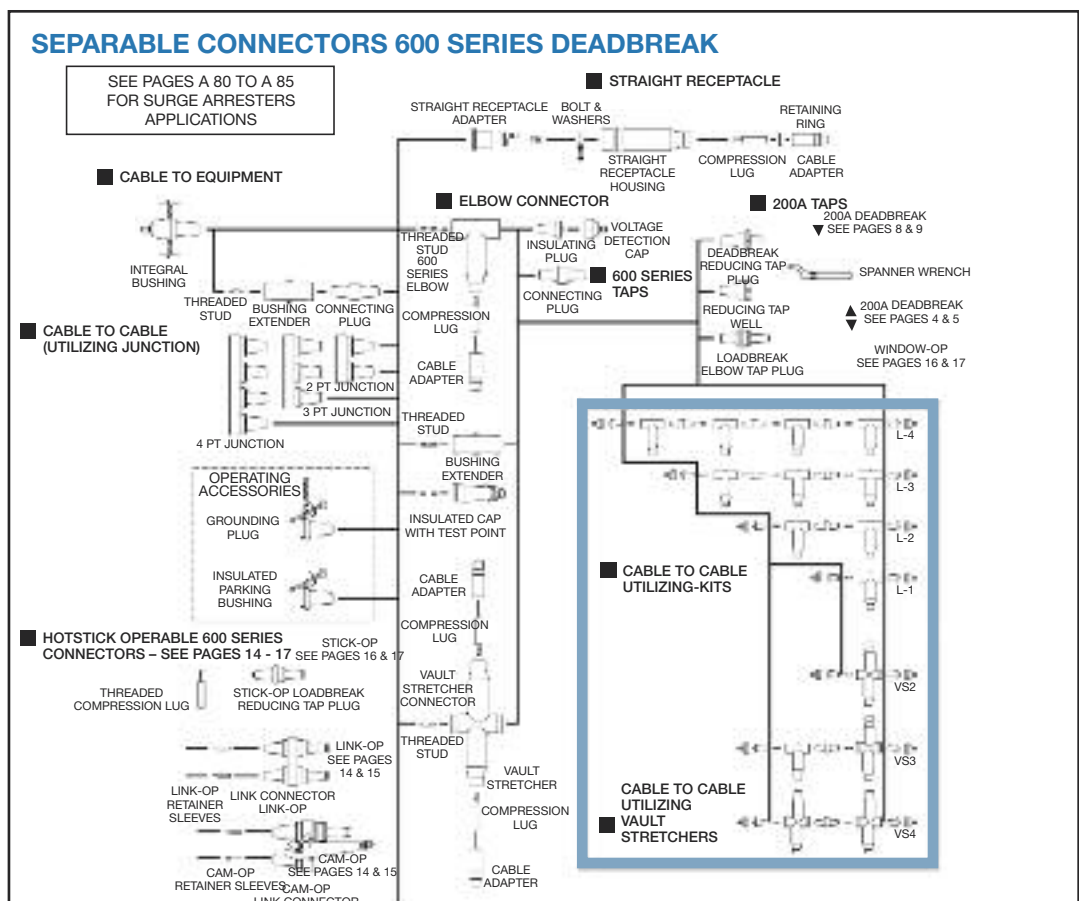 SEPARABLE CONNECTORS 600 SERIES DEADBREAK
SEE PAGES A 80 TO A 85
FOR SURGE ARRESTERS
APPLICATIONS
STRAIGHT RECEPTACLE
STRAIGHT RECEPTACLE
ADAPTER
BOLT &
WASHERS
RETAINING
RING
STRAIGHT
RECEPTACLE
HOUSING
COMPRESSION
LUG
CABLE
ADAPTER
CABLE TO EQUIPMENT
INTEGRAL
BUSHING
THREADED
STUD
BUSHING
EXTENDER
CONNECTING
PLUG
ELBOW CONNECTOR
THREADED
STUD
600
SERIES
ELBOW
INSULATING
PLUG
VOLTAGE
DETECTION
CAP
CONNECTING
PLUG
600 SERIES
TAPS
COMPRESSION
LUG
CABLE
ADAPTER
THREADED
STUD
BUSHING
EXTENDER
INSULATED CAP
WITH TEST POINT
200A TAPS
200A DEADBREAK
▼ SEE PAGES 8 & 9
DEADBREAK
REDUCING TAP
PLUG
SPANNER WRENCH
REDUCING TAP
WELL
▲ 200A DEADBREAK
▼ SEE PAGES 4 & 5
LOADBREAK
ELBOW TAP PLUG
WINDOW-OP
SEE PAGES 16 & 17
CABLE TO CABLE
(UTILIZING JUNCTION)
2 PT JUNCTION
3 PT JUNCTION
4 PT JUNCTION
OPERATING
ACCESSORIES
GROUNDING
PLUG
INSULATED
PARKING
BUSHING
CABLE
ADAPTER
COMPRESSION
LUG
VAULT
STRETCHER
CONNECTOR
THREADED
STUD
VAULT
STRETCHER
COMPRESSION
LUG
CABLE
ADAPTER
HOTSTICK OPERABLE 600 SERIES
CONNECTORS – SEE PAGES 14 - 17
STICK-OP
SEE PAGES 16 & 17
THREADED
COMPRESSION LUG
STICK-OP LOADBREAK
REDUCING TAP PLUG
LINK-OP
SEE PAGES
14 & 15
LINK-OP
RETAINER
SLEEVES
LINK CONNECTOR
LINK-OP
CAM-OP
SEE PAGES 14 & 15
CAM-OP
RETAINER SLEEVES
CAM-OP
LINK CONNECTOR
L-4
L-3
L-2
L-1
CABLE TO CABLE
UTILIZING-KITS
VS2
VS3
VS4
CABLE TO CABLE
UTILIZING
VAULT
STRETCHERS